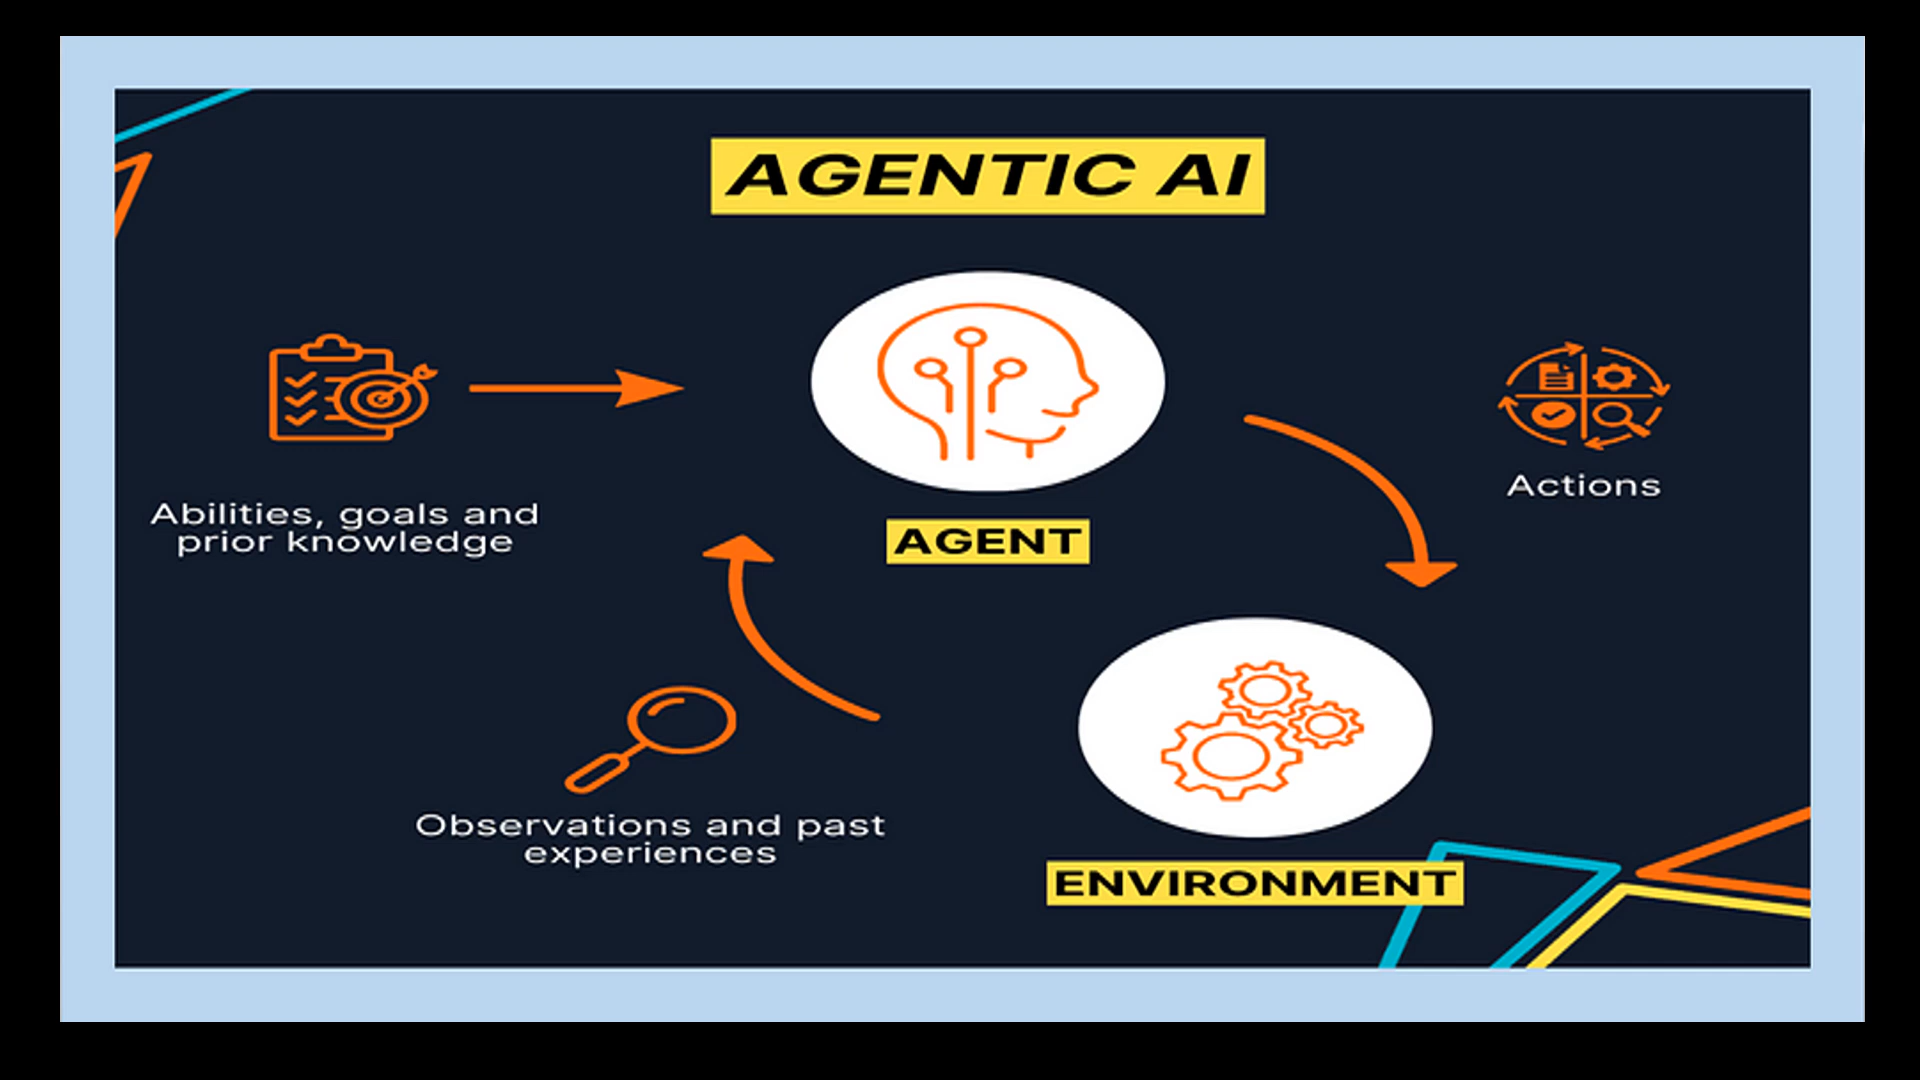 AGENTIC AI
Abilities, goals and
prior knowledge
AGENT
Actions
Observations and past
experiences
ENVIRONMENT